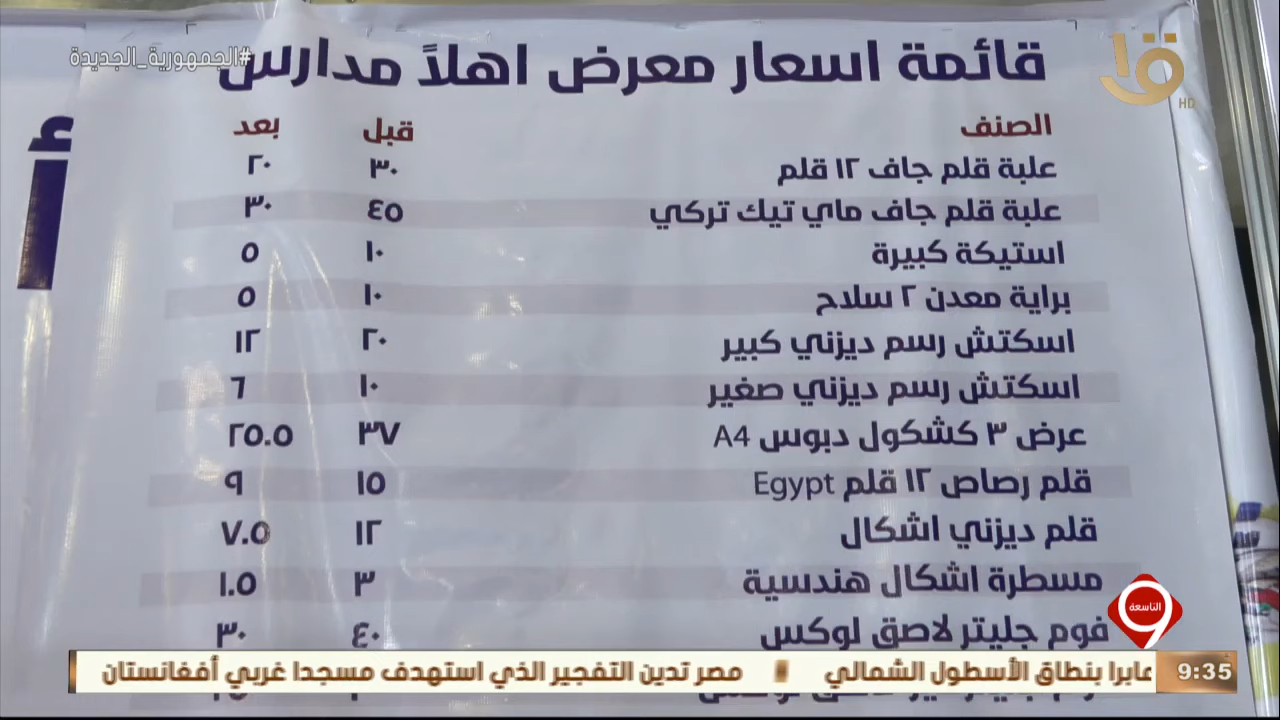 #الجمهورية_الجديدة
قائمة اسعار معرض اهلاً مدارس
الصنف قبل بعد
علبة قلم جاف ١٢ قلم ٣٠ ٢٠
علبة قلم جاف ماي تيك تركي ٤٥ ٣٠
استيكة كبيرة ١٠ ٥
براية معدن ٢ سلاح ١٠ ٥
اسكتش رسم ديزني كبير ٢٠ ١٢
اسكتش رسم ديزني صغير ١٠ ٦
عرض ٣ كشكول دبوس A4 ٣٧ ٢٥.٥
قلم رصاص ١٢ قلم Egypt ١٥ ٩
قلم ديزني اشكال ١٢ ٧.٥
مسطرة اشكال هندسية ٣ ١.٥
فوم جليتر لاصق لوكس ٤٠ ٣٠
أ
HD
التاسعة
9:35 عابرا بنطاق الأسطول الشمالي مصر تدين التفجير الذي استهدف مسجدا غربي أفغانستان